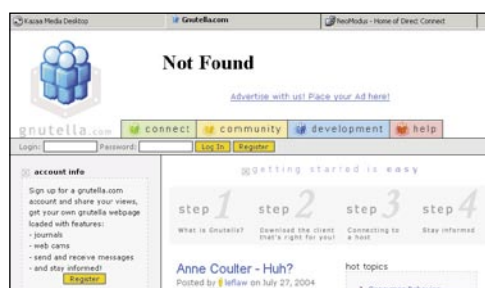 Kazaa Media Desktop
Gnutella.com
NeoModus - Home of Direct Connect
Not Found
Advertise with us! Place your Ad here!
gnutella.com
connect
community
development
help
Login:
Password:
Log In
Register
account info
getting started is easy
Sign up for a gnutella.com
account and share your views,
get your own gnutella webpage
loaded with features:
- journals
- web cams
- send and receive messages
- and stay informed!
Register
step 1
What is Gnutella?
step 2
Download the client
that's right for you!
step 3
Connecting to
a host
step 4
Stay informed
Anne Coulter - Huh?
Posted by leflaw on July 27, 2004
hot topics